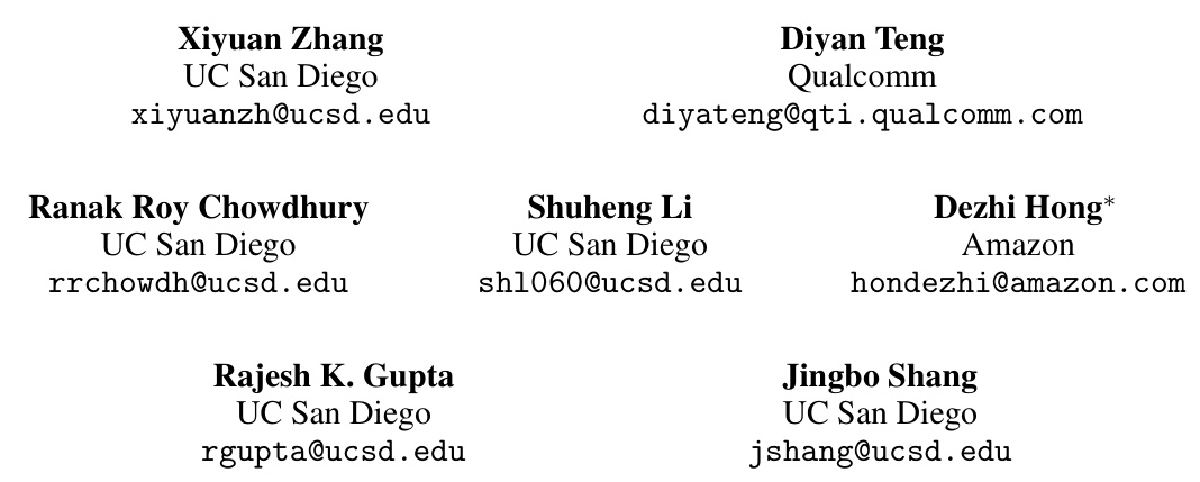 Xiyuan Zhang
UC San Diego
xiyuanzh@ucsd.edu
Diyan Teng
Qualcomm
diyateng@qti.qualcomm.com
Ranak Roy Chowdhury
UC San Diego
rrchowdh@ucsd.edu
Shuheng Li
UC San Diego
shl060@ucsd.edu
Dezhi Hong*
Amazon
hondezhi@amazon.com
Rajesh K. Gupta
UC San Diego
rgupta@ucsd.edu
Jingbo Shang
UC San Diego
jshang@ucsd.edu